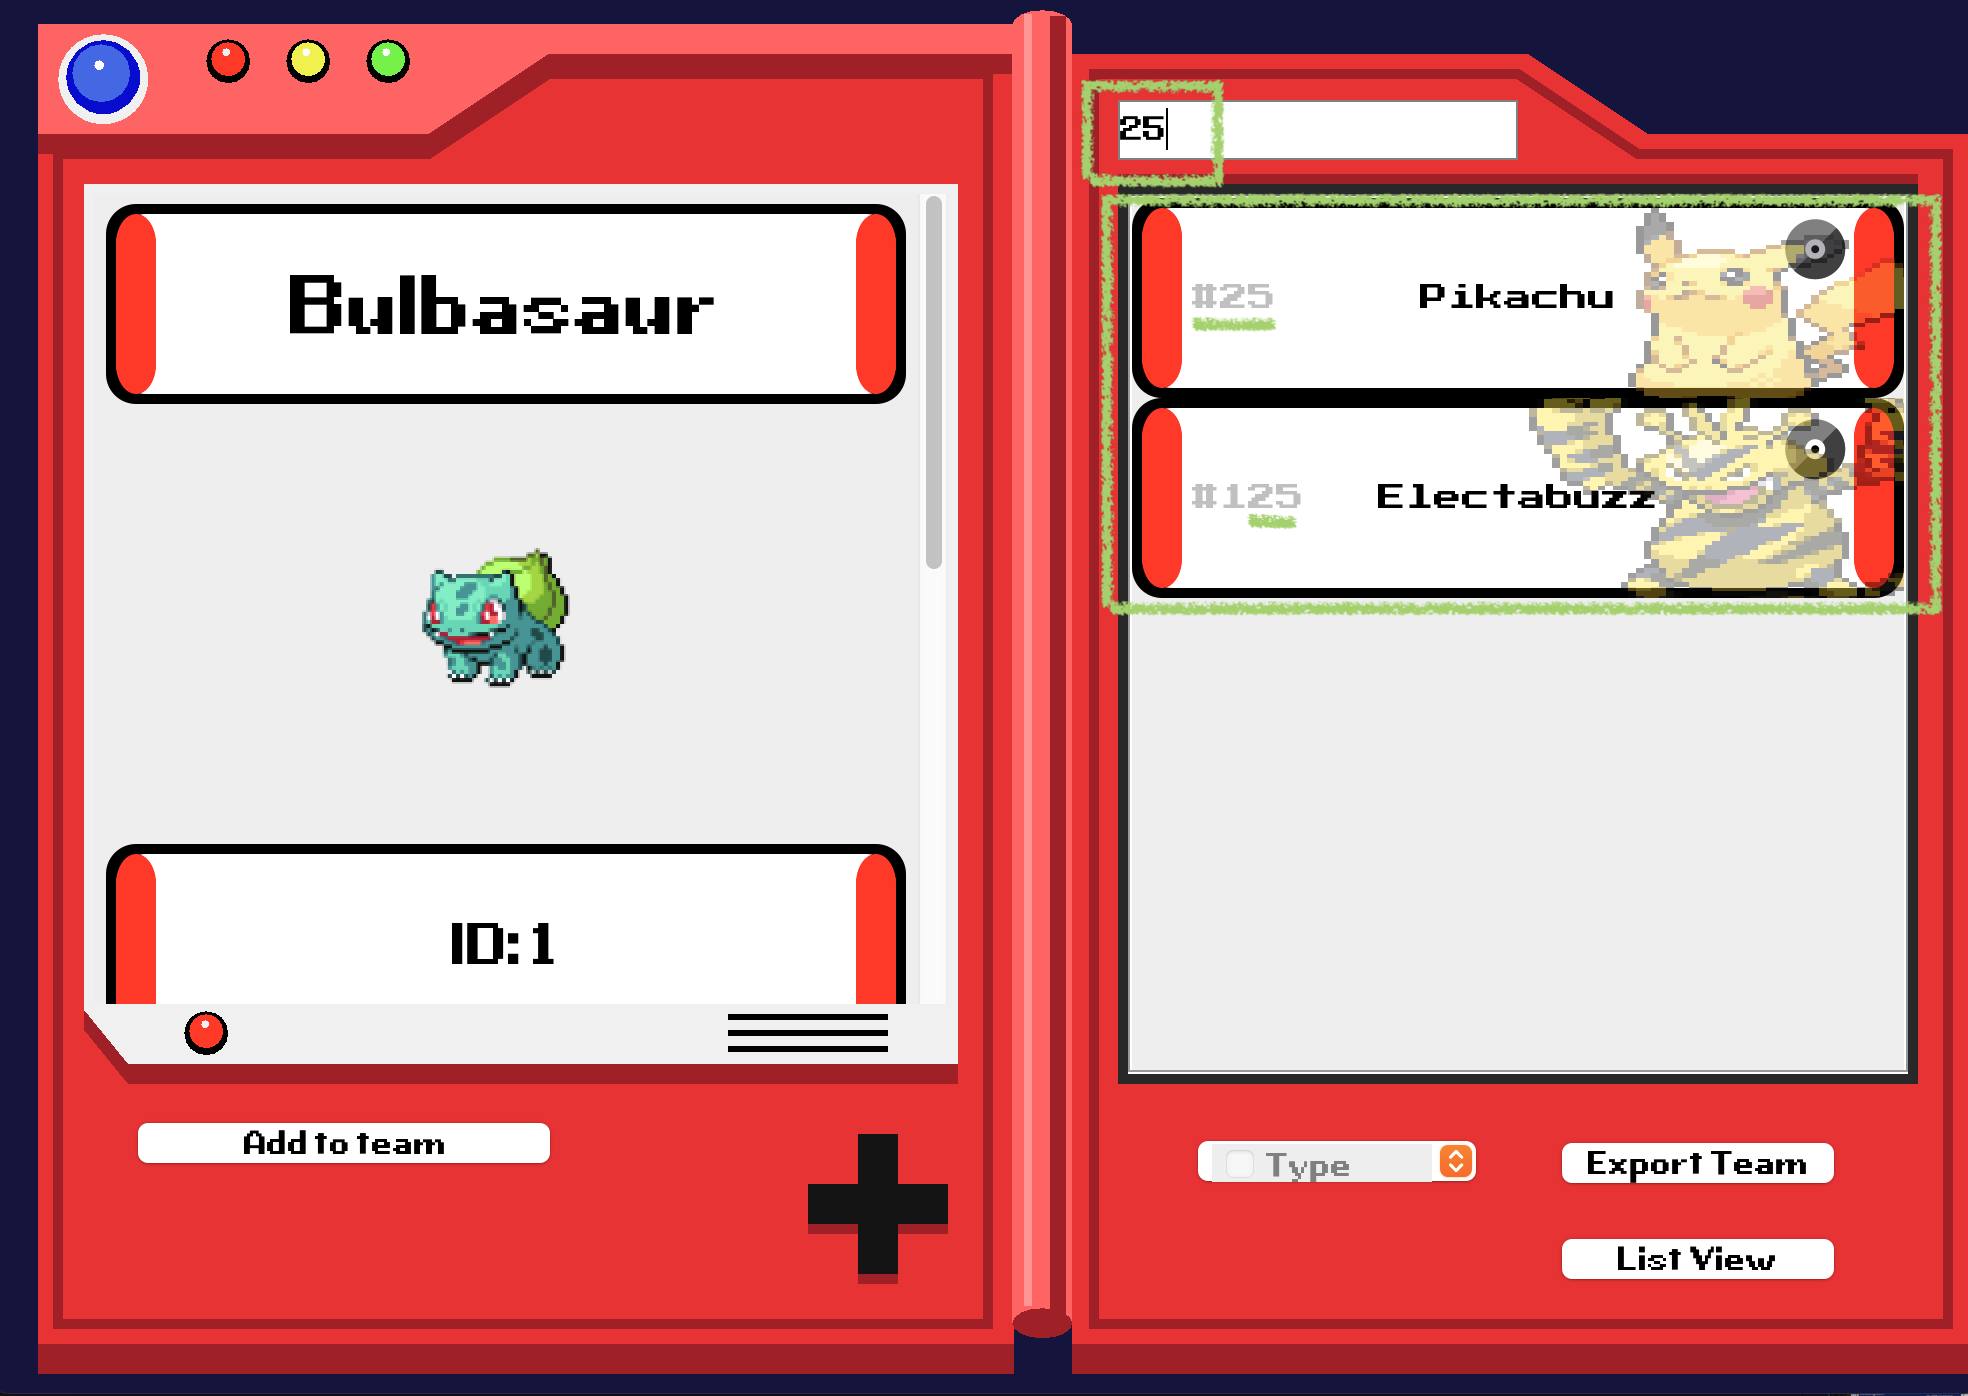 Bulbasaur
ID: 1
Add to team
25
#25 Pikachu
#125 Electabuzz
Type
Export Team
List View